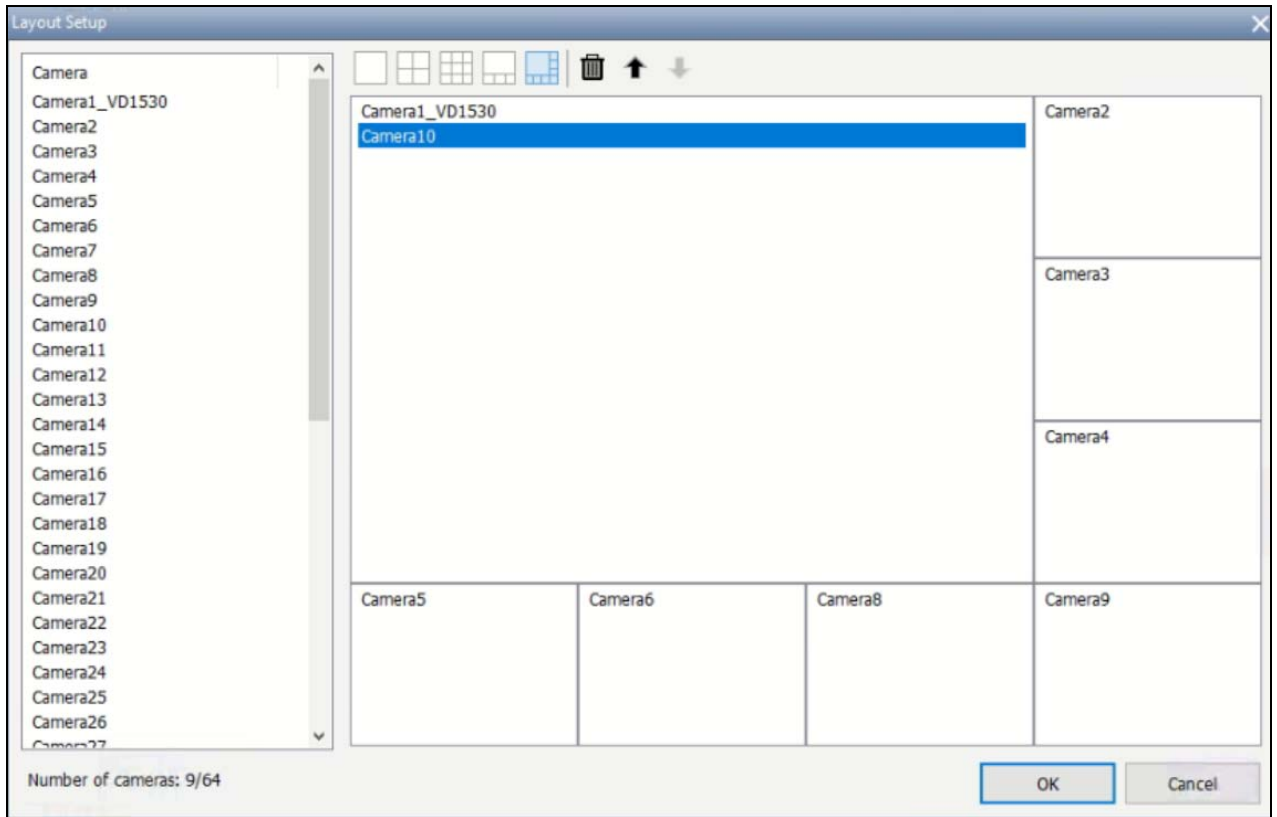 Layout Setup
Camera
Camera1_VD1530
Camera2
Camera3
Camera4
Camera5
Camera6
Camera7
Camera8
Camera9
Camera10
Camera11
Camera12
Camera13
Camera14
Camera15
Camera16
Camera17
Camera18
Camera19
Camera20
Camera21
Camera22
Camera23
Camera24
Camera25
Camera26
Camera27
Number of cameras: 9/64
Camera1_VD1530
Camera10
Camera2
Camera3
Camera4
Camera5
Camera6
Camera8
Camera9
OK
Cancel